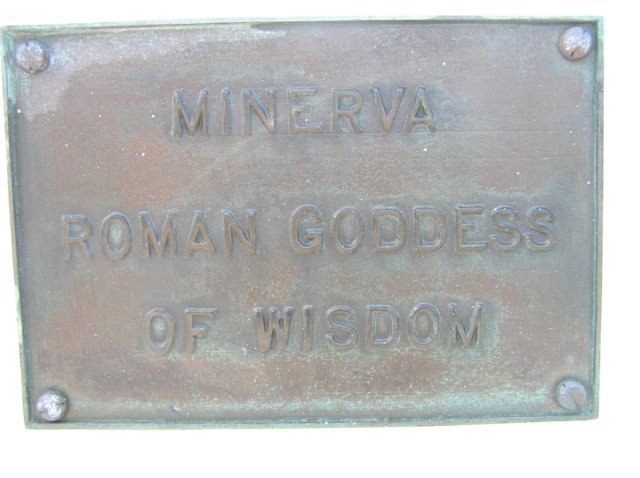 MINERVA
ROMAN GODDESS
OF WISDOM